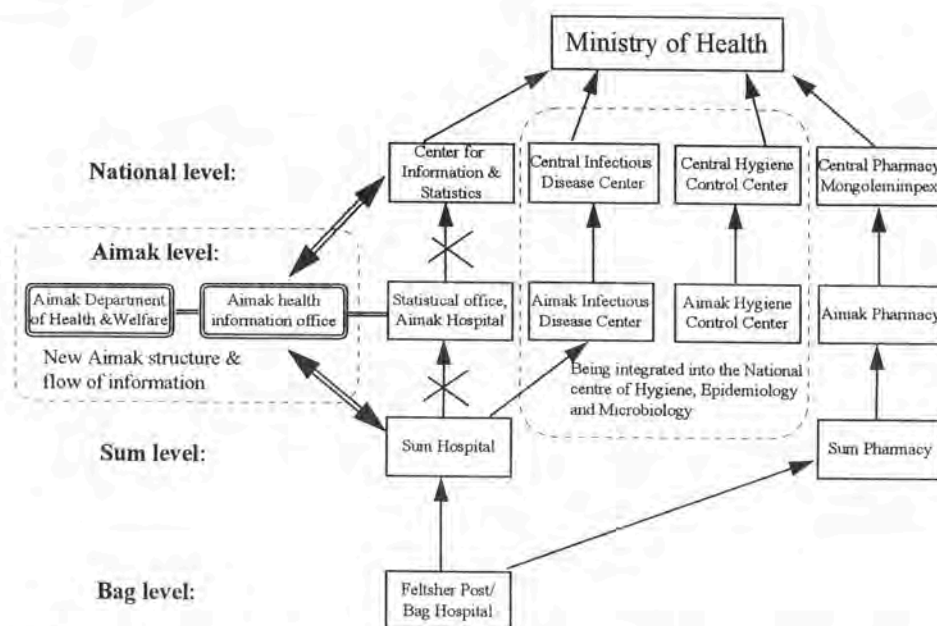 Ministry of Health
National level:
Center for
Information &
Statistics
Central Infectious
Disease Center
Central Hygiene
Control Center
Central Pharmacy
Mongolemimpex
Aimak level:
Aimak Department
of Health &Welfare
Aimak health
information office
Statistical office,
Aimak Hospital
Aimak Infectious
Disease Center
Aimak Hygiene
Control Center
Aimak Pharmacy
New Aimak structure &
flow of information
Being integrated into the National
centre of Hygiene, Epidemiology
and Microbiology
Sum level:
Sum Hospital
Sum Pharmacy
Bag level:
Feltsher Post/
Bag Hospital